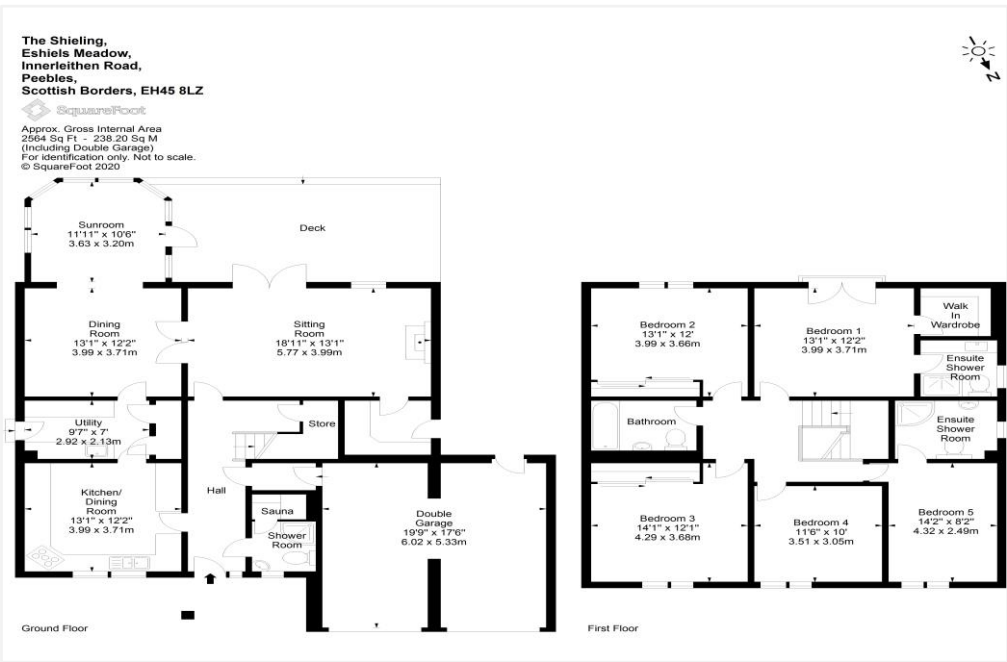 The Shieling,
Eshiels Meadow,
Innerleithen Road,
Peebles,
Scottish Borders, EH45 8LZ
SquareFoot
Approx. Gross Internal Area
2564 Sq Ft - 238.20 Sq M
(Including Double Garage)
For identification only. Not to scale.
© SquareFoot 2020
N
Sunroom
11'11" x 10'6"
3.63 x 3.20m
Deck
Dining
Room
13'1" x 12'2"
3.99 x 3.71m
Sitting
Room
18'11" x 13'1"
5.77 x 3.99m
Utility
9'7" x 7'
2.92 x 2.13m
Store
Kitchen/
Dining
Room
13'1" x 12'2"
3.99 x 3.71m
Hall
Sauna
Shower
Room
Double
Garage
19'9" x 17'6"
6.02 x 5.33m
Ground Floor
Bedroom 2
13'1" x 12'
3.99 x 3.66m
Bedroom 1
13'1" x 12'2"
3.99 x 3.71m
Walk
In
Wardrobe
Ensuite
Shower
Room
Bathroom
Ensuite
Shower
Room
Bedroom 3
14'1" x 12'1"
4.29 x 3.68m
Bedroom 4
11'6" x 10'
3.51 x 3.05m
Bedroom 5
14'2" x 8'2"
4.32 x 2.49m
First Floor